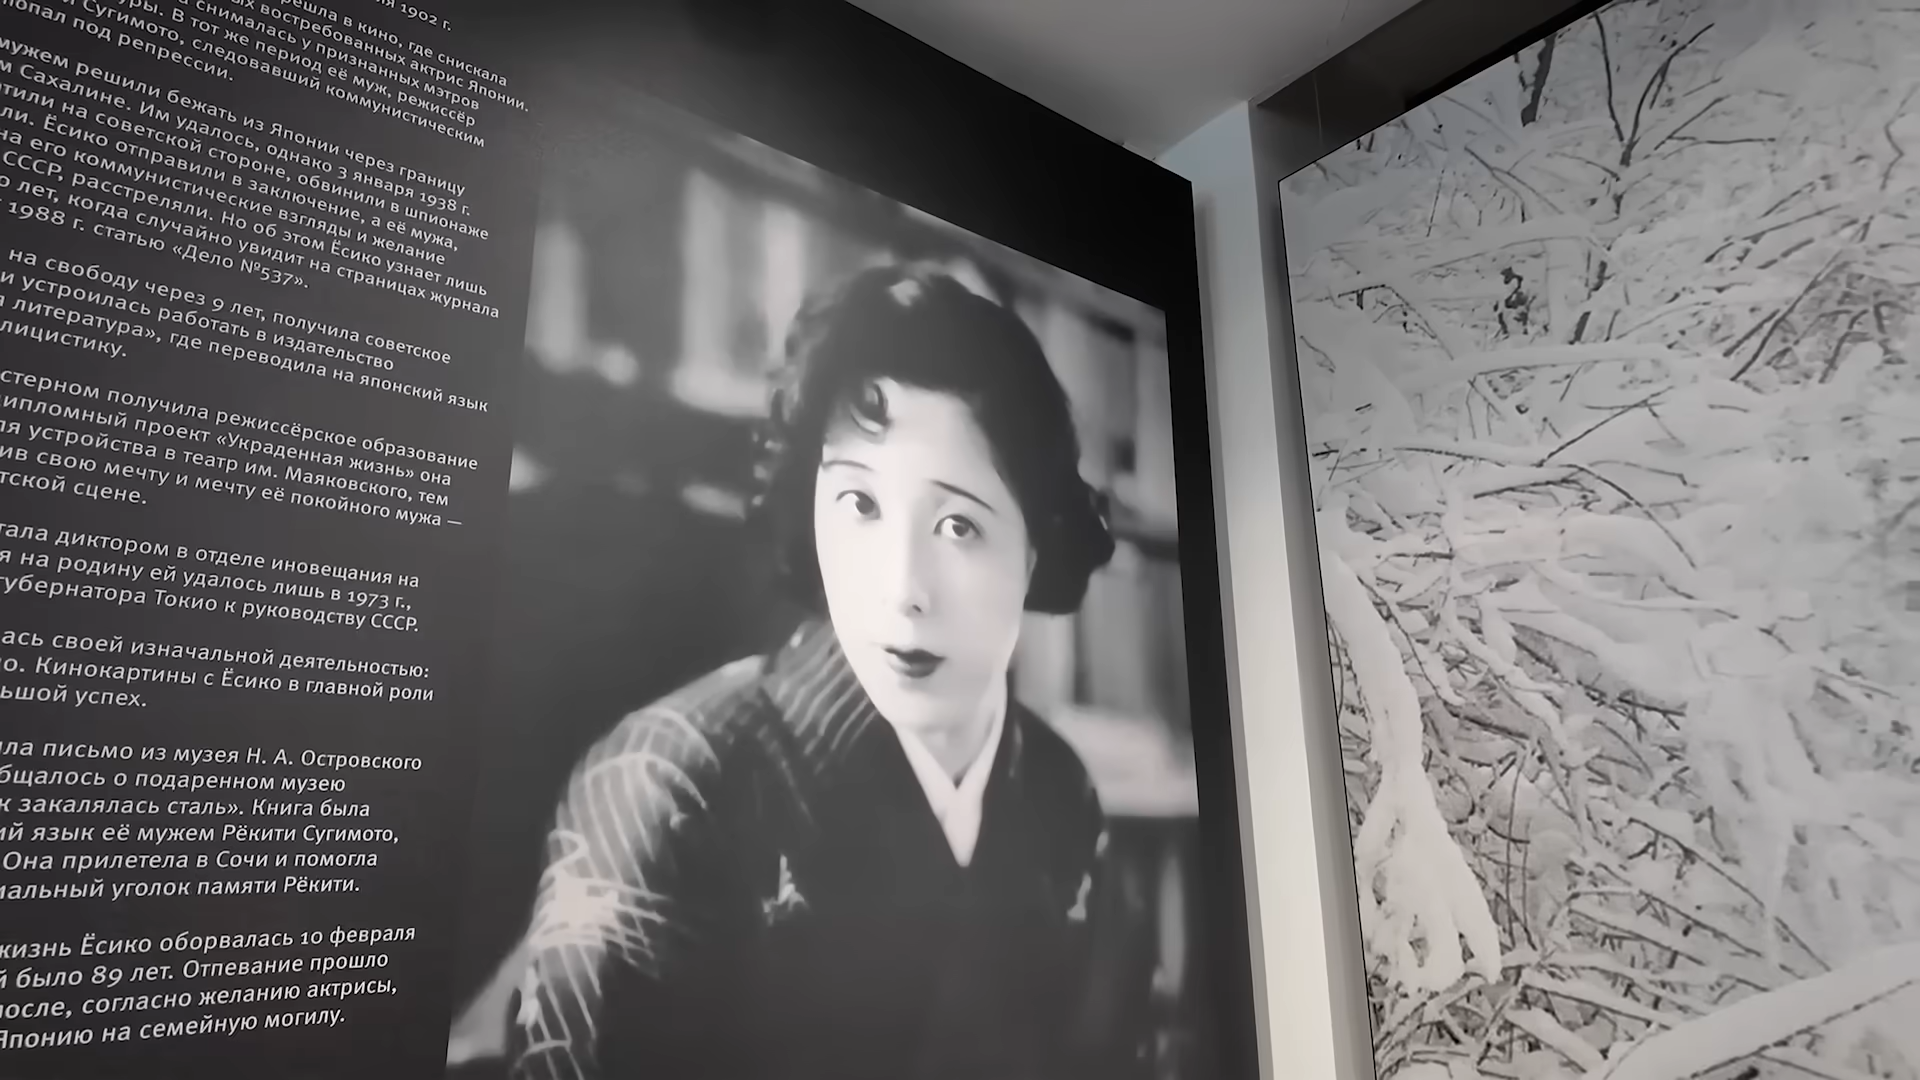 1902 г.
решла в кино, где снискала
востребованных актрис Японии.
снималась у признанных мэтров
В тот же период её муж, режиссёр
Сугимото, следовавший коммунистическим
попал под репрессии.
мужем решили бежать из Японии через границу
Сахалине. Им удалось, однако 3 января 1938 г.
на советской стороне, обвинили в шпионаже
Ёсико отправили в заключение, а её мужа,
на его коммунистические взгляды и желание
СССР, расстреляли. Но об этом Ёсико узнает лишь
лет, когда случайно увидит на страницах журнала
1988 г. статью «Дело №537».
на свободу через 9 лет, получила советское
и устроилась работать в издательство
литература», где переводила на японский язык
лицистику.
стерном получила режиссёрское образование
дипломный проект «Украденная жизнь» она
ля устройства в театр им. Маяковского, тем
ив свою мечту и мечту её покойного мужа —
тской сцене.
тала диктором в отделе иновещания на
я на родину ей удалось лишь в 1973 г.,
губернатора Токио к руководству СССР.
ась своей изначальной деятельностью:
но. Кинокартины с Ёсико в главной роли
льшой успех.
ила письмо из музея Н. А. Островского
бщалось о подаренном музею
к закалялась сталь». Книга была
ий язык её мужем Рёкити Сугимото,
Она прилетела в Сочи и помогла
иальный уголок памяти Рёкити.
жизнь Ёсико оборвалась 10 февраля
й было 89 лет. Отпевание прошло
после, согласно желанию актрисы,
Японию на семейную могилу.